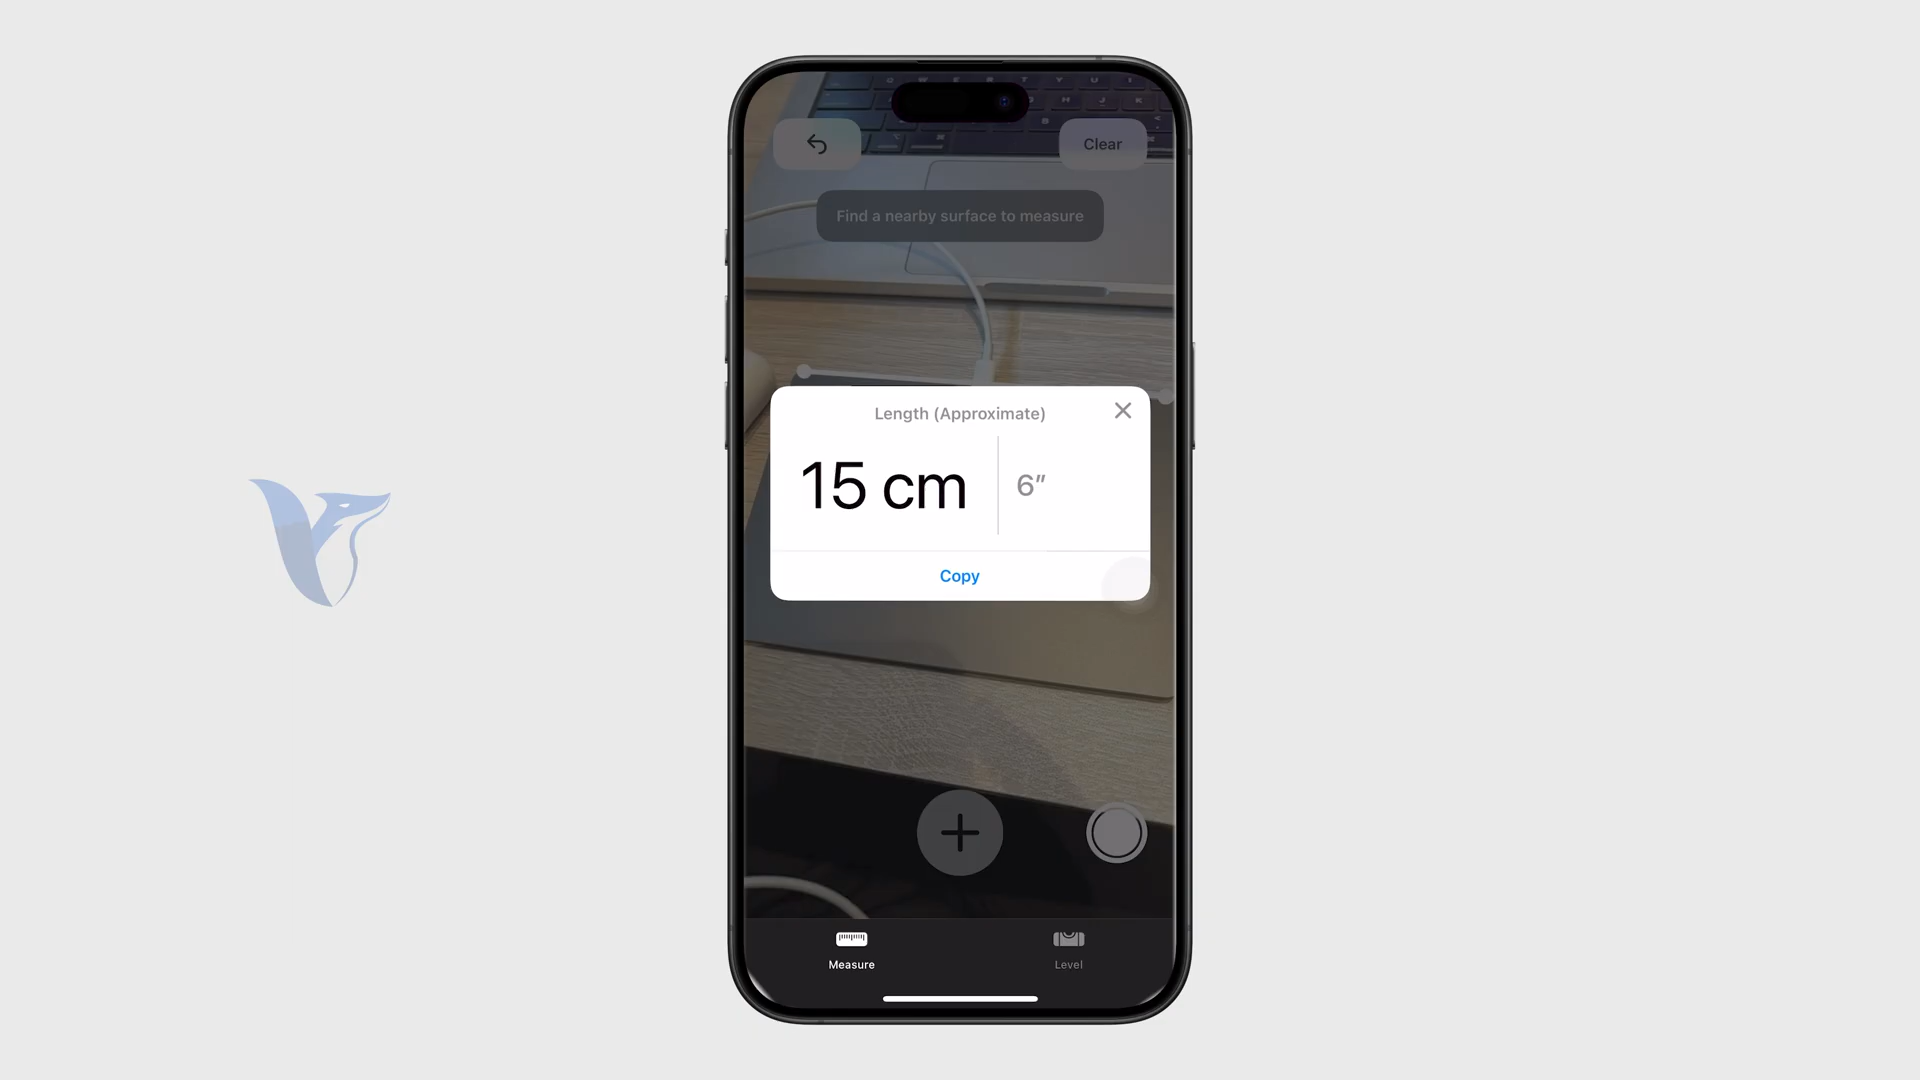 Clear
Find a nearby surface to measure
Length (Approximate)
15 cm
6″
Copy
Measure
Level